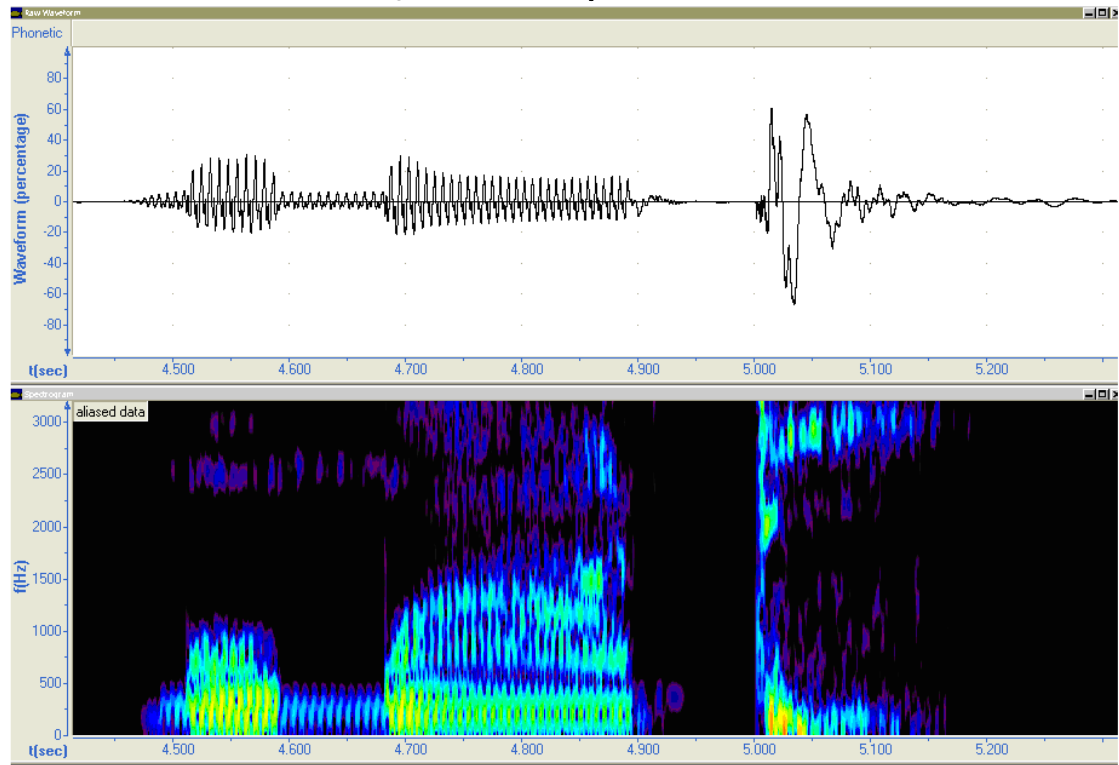 Raw Waveform
Phonetic
80
60
40
20
0
-20
-40
-60
-80
Waveform (percentage)
t(sec) 4.500 4.600 4.700 4.800 4.900 5.000 5.100 5.200
Spectrogram
aliased data
3000
2500
2000
1500
1000
500
0
f(Hz)
t(sec) 4.500 4.600 4.700 4.800 4.900 5.000 5.100 5.200